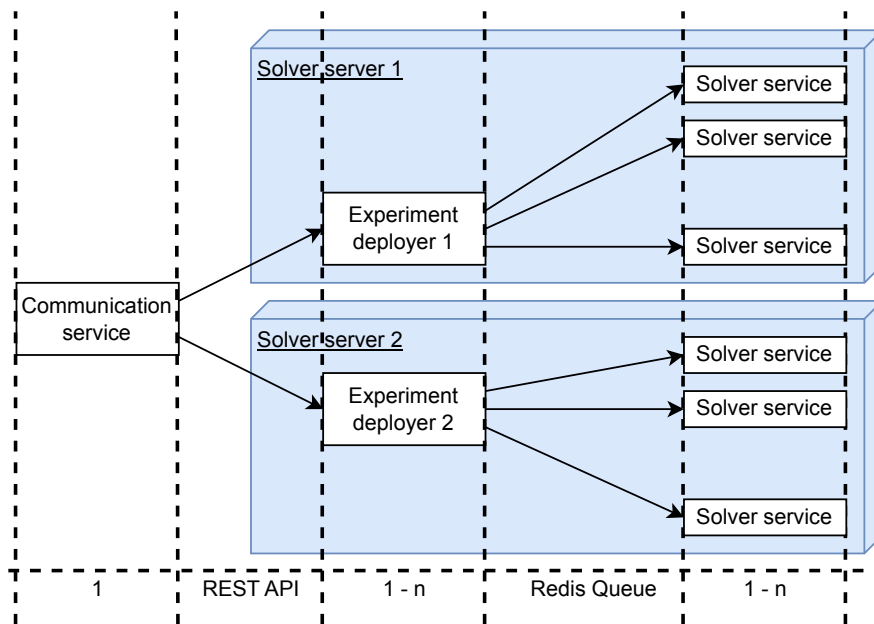 Solver server 1
Solver service
Solver service
Experiment
deployer 1
Solver service
Communication
service
Solver server 2
Solver service
Experiment
deployer 2
Solver service
Solver service
1
REST API
1 - n
Redis Queue
1 - n